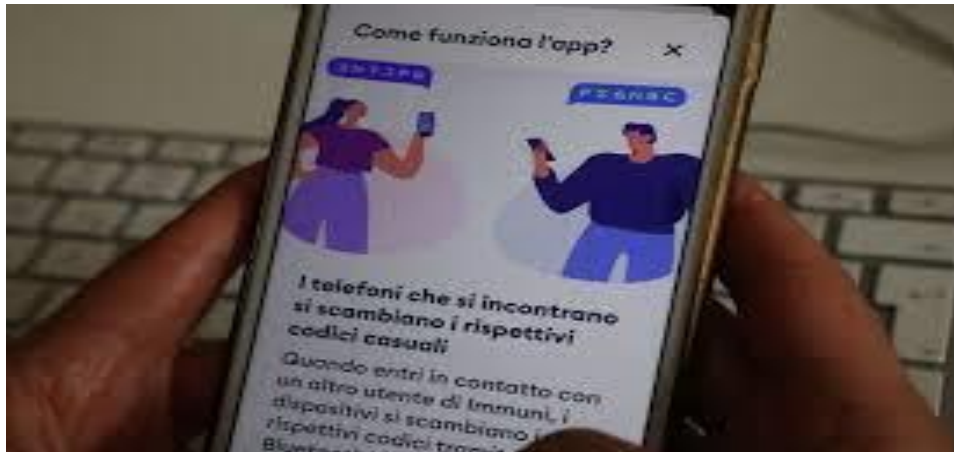 Come funziona l'app?
I telefoni che si incontrano
si scambiano i rispettivi
codici casuali
Quando entri in contatto con
un altro utente di Immuni, i
dispositivi si scambiano i
rispettivi codici tramite